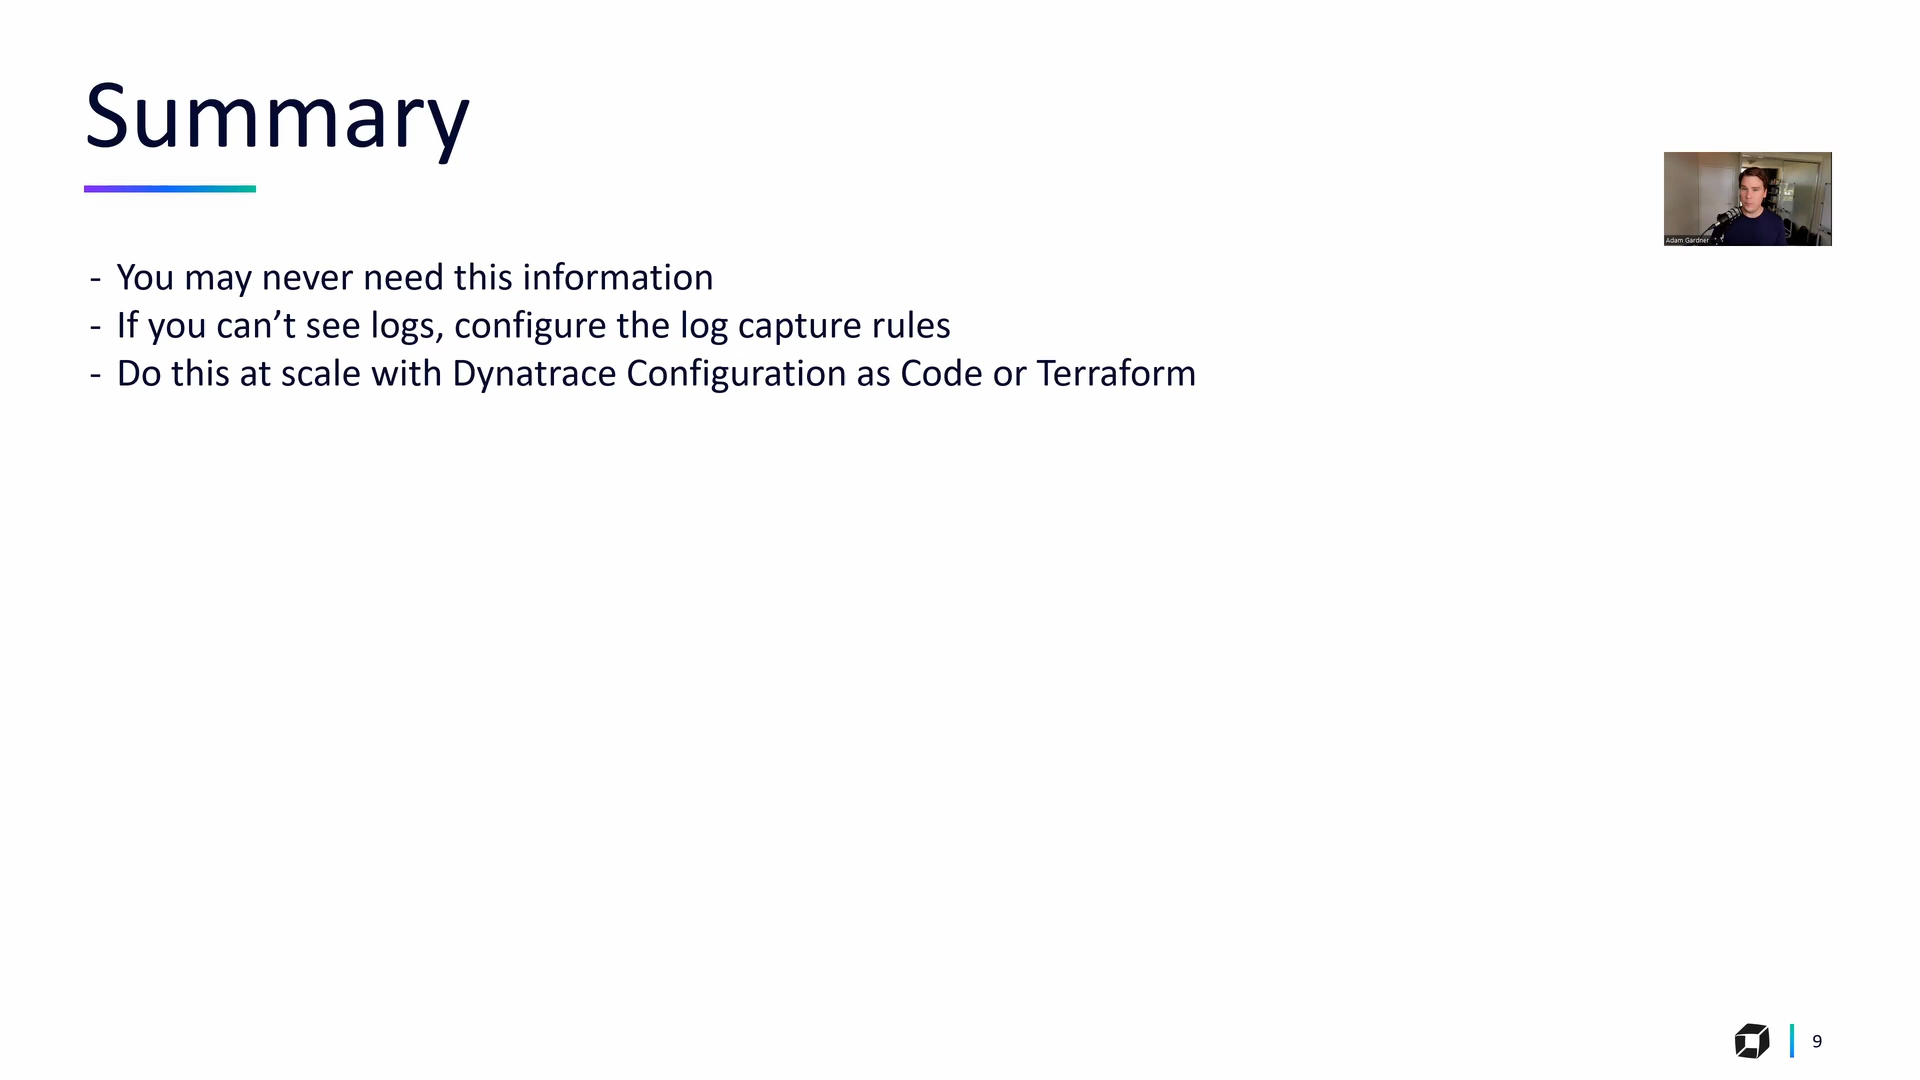 Summary
Adam Gardner
- You may never need this information
- If you can’t see logs, configure the log capture rules
- Do this at scale with Dynatrace Configuration as Code or Terraform
9